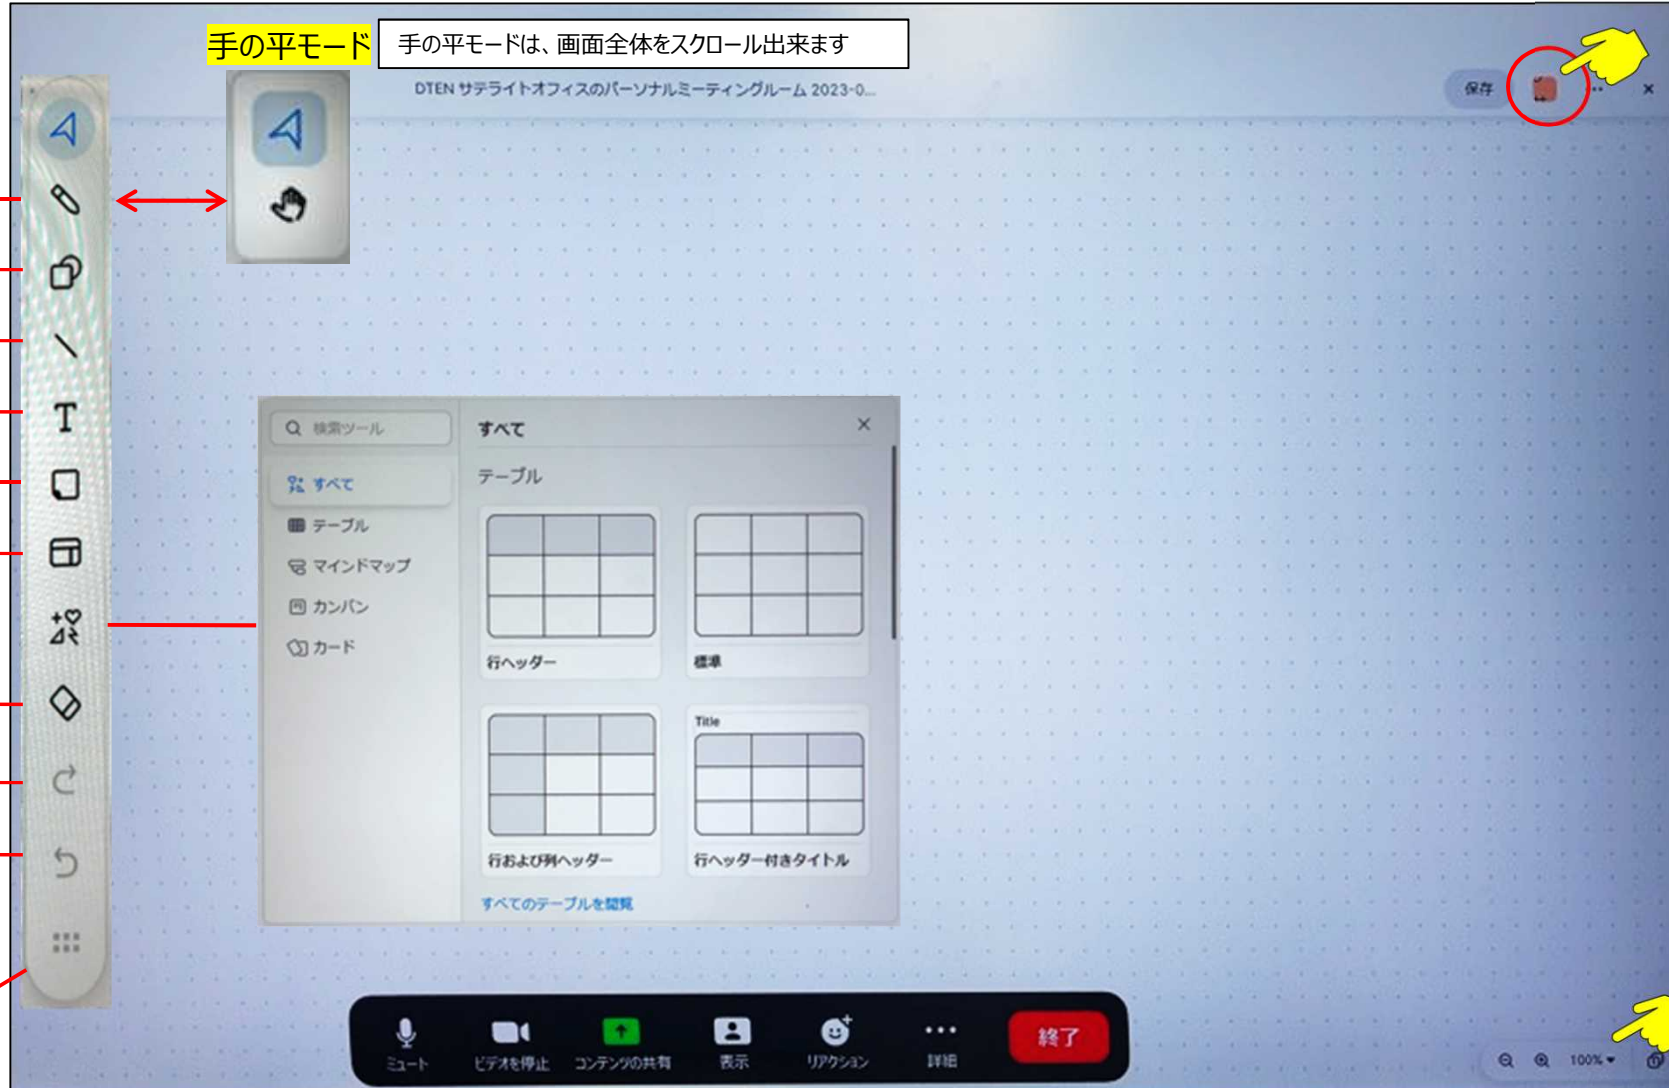 手の平モード
手の平モードは、画面全体をスクロール出来ます
DTEN サテライトオフィスのパーソナルミーティングルーム 2023-0...
保存
検索ツール
すべて
テーブル
マインドマップ
カンバン
カード
すべて
テーブル
行ヘッダー
標準
行および列ヘッダー
Title
行ヘッダー付きタイトル
すべてのテーブルを閲覧
ミュート
ビデオを停止
コンテンツの共有
表示
リアクション
詳細
終了
100%